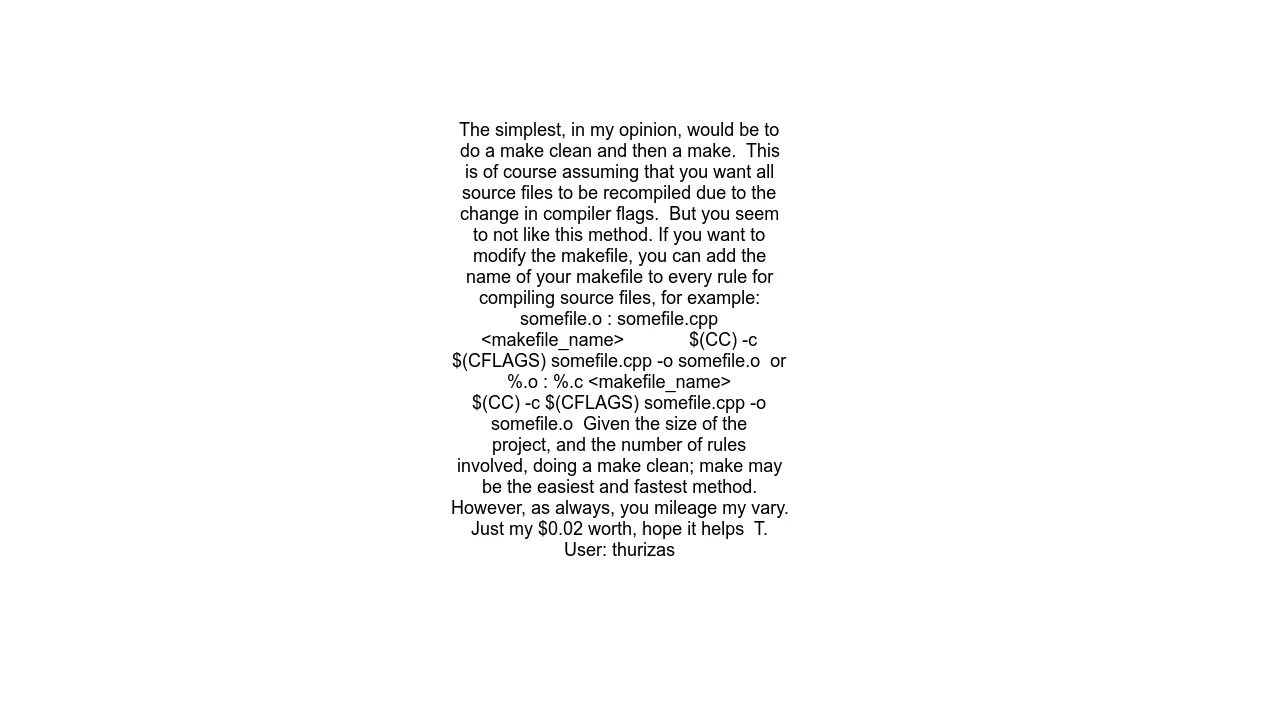 The simplest, in my opinion, would be to
do a make clean and then a make.  This
is of course assuming that you want all
source files to be recompiled due to the
change in compiler flags.  But you seem
to not like this method. If you want to
modify the makefile, you can add the
name of your makefile to every rule for
compiling source files, for example:
somefile.o : somefile.cpp
<makefile_name>             $(CC) -c
$(CFLAGS) somefile.cpp -o somefile.o  or
%.o : %.c <makefile_name>
$(CC) -c $(CFLAGS) somefile.cpp -o
somefile.o  Given the size of the
project, and the number of rules
involved, doing a make clean; make may
be the easiest and fastest method.
However, as always, you mileage my vary.
Just my $0.02 worth, hope it helps  T.
User: thurizas